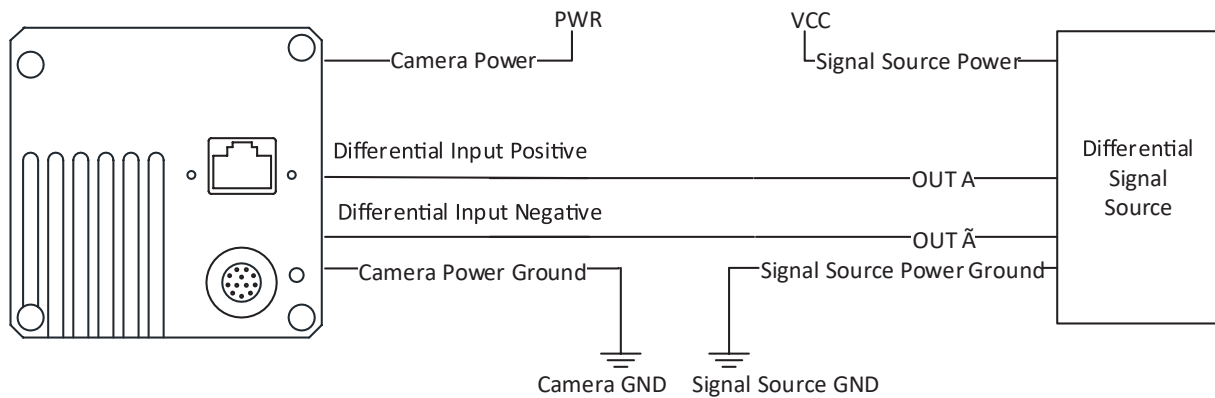 PWR
VCC
Camera Power
Signal Source Power
Differential Input Positive
Differential
Signal
Source
OUT A
Differential Input Negative
OUT Ã
Camera Power Ground
Signal Source Power Ground
Camera GND
Signal Source GND